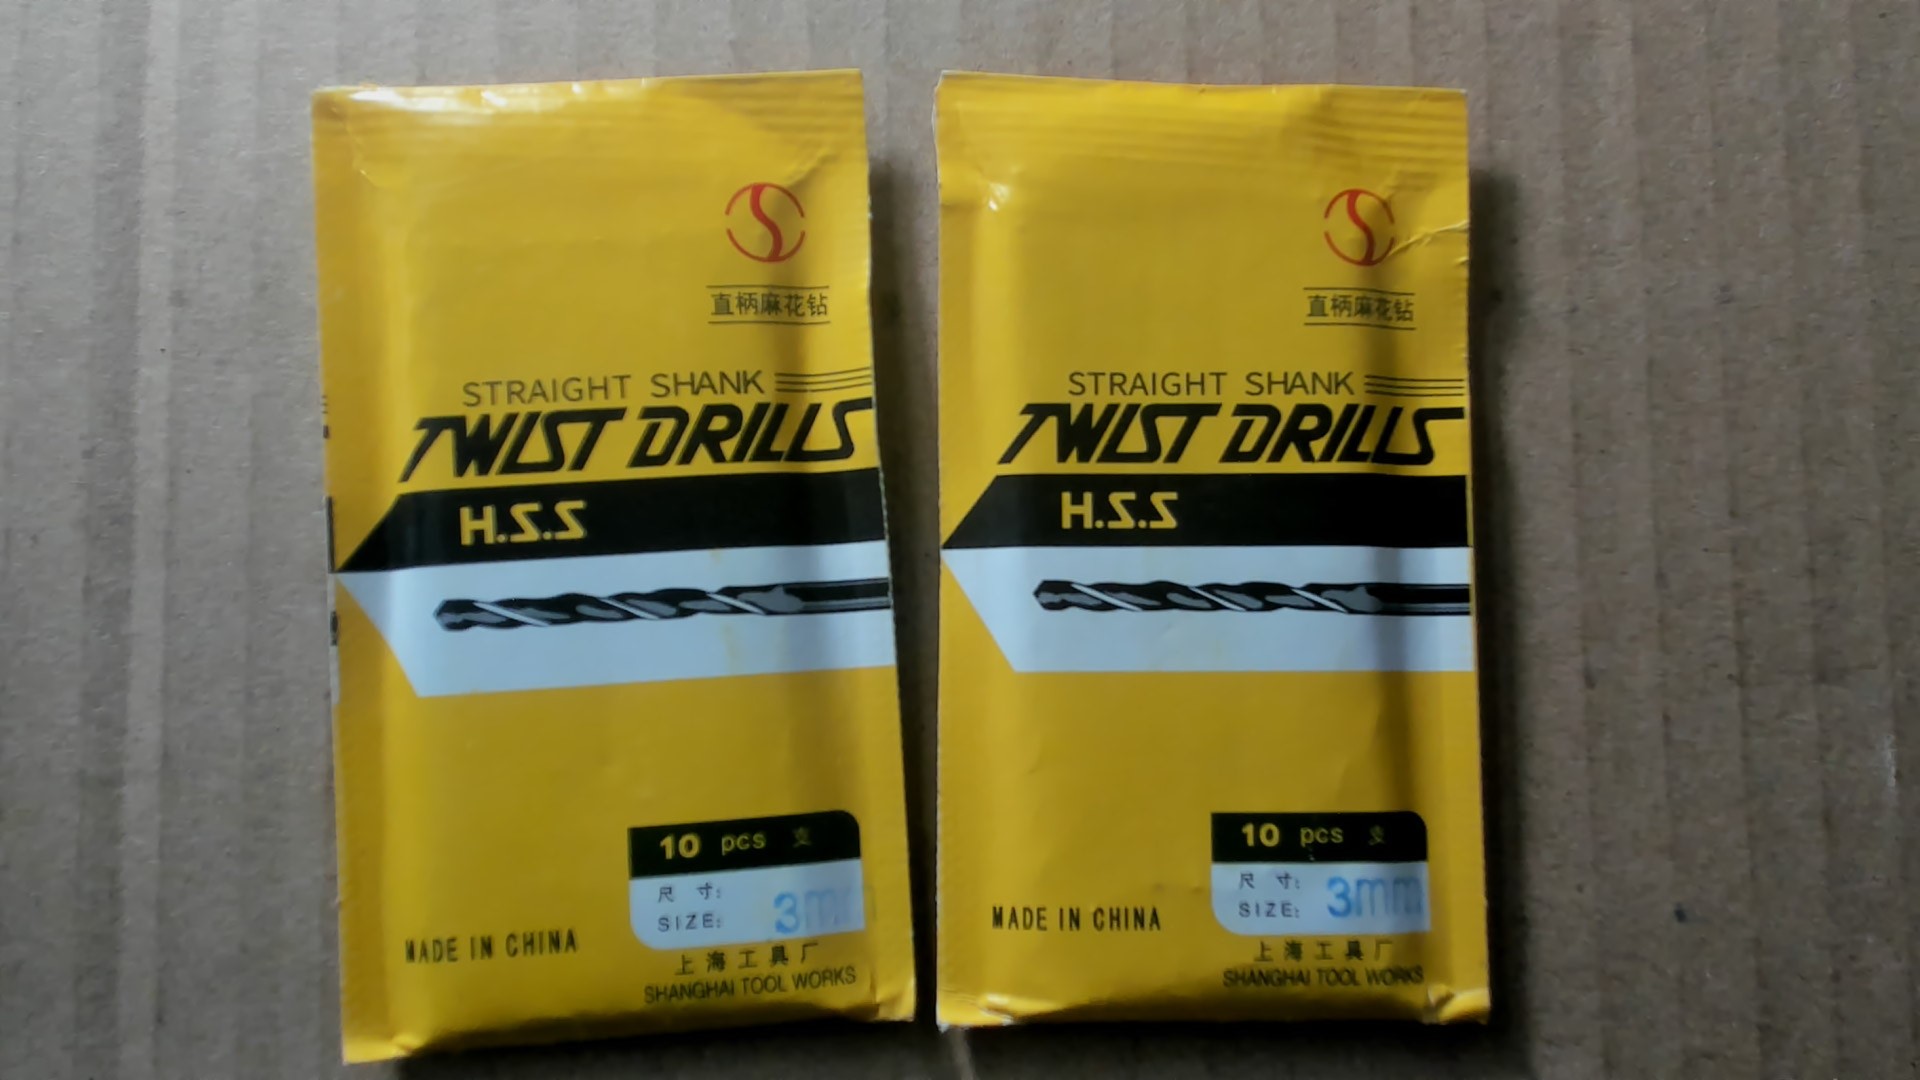 直柄麻花钻
STRAIGHT SHANK
TWIST DRILLS
H.S.S
10 pcs 支
尺 寸:
SIZE: 3mm
MADE IN CHINA
上海工具厂
SHANGHAI TOOL WORKS
直柄麻花钻
STRAIGHT SHANK
TWIST DRILLS
H.S.S
10 pcs 支
尺 寸:
SIZE: 3mm
MADE IN CHINA
上海工具厂
SHANGHAI TOOL WORKS